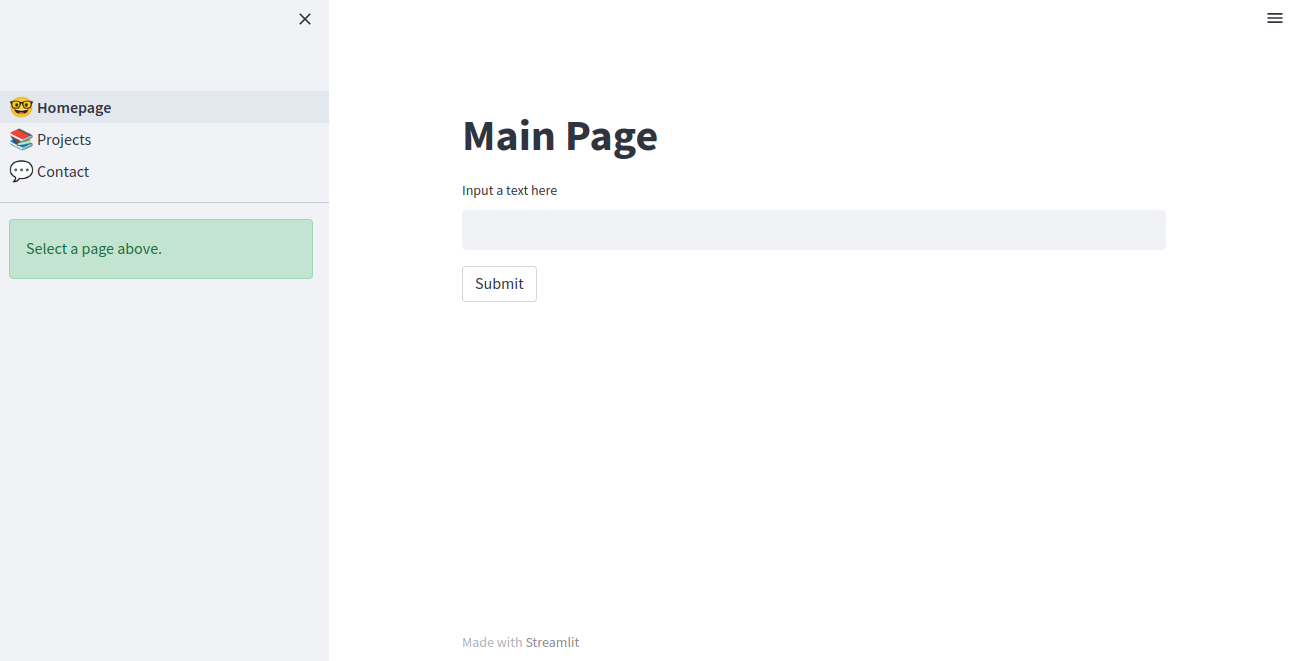 Homepage
Projects
Contact
Select a page above.
Main Page
Input a text here
Submit
Made with Streamlit